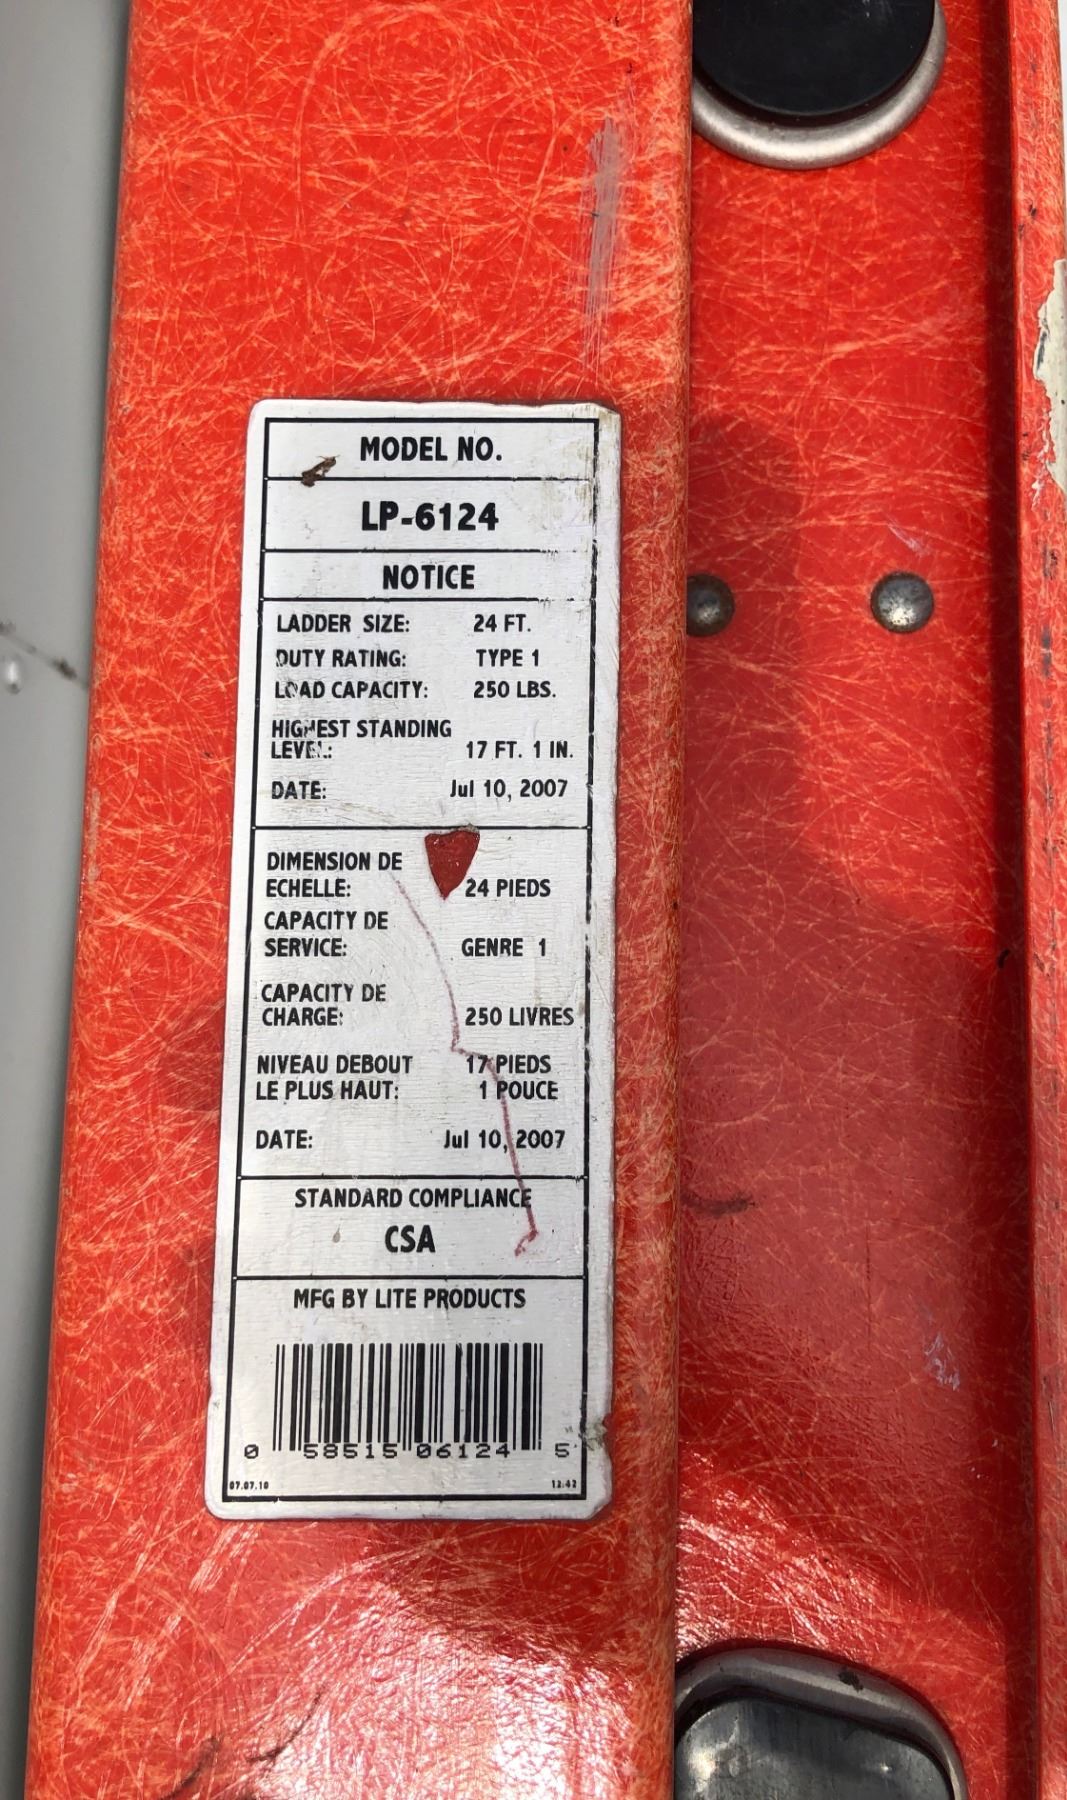 MODEL NO.
LP-6124
NOTICE
LADDER SIZE: 24 FT.
DUTY RATING: TYPE 1
LOAD CAPACITY: 250 LBS.
HIGHEST STANDING
LEVEL: 17 FT. 1 IN.
DATE: Jul 10, 2007
DIMENSION DE
ECHELLE: 24 PIEDS
CAPACITY DE
SERVICE: GENRE 1
CAPACITY DE
CHARGE: 250 LIVRES
NIVEAU DEBOUT 17 PIEDS
LE PLUS HAUT: 1 POUCE
DATE: Jul 10, 2007
STANDARD COMPLIANCE
CSA
MFG BY LITE PRODUCTS
0 58515 06124 5
07.07.10 12:42